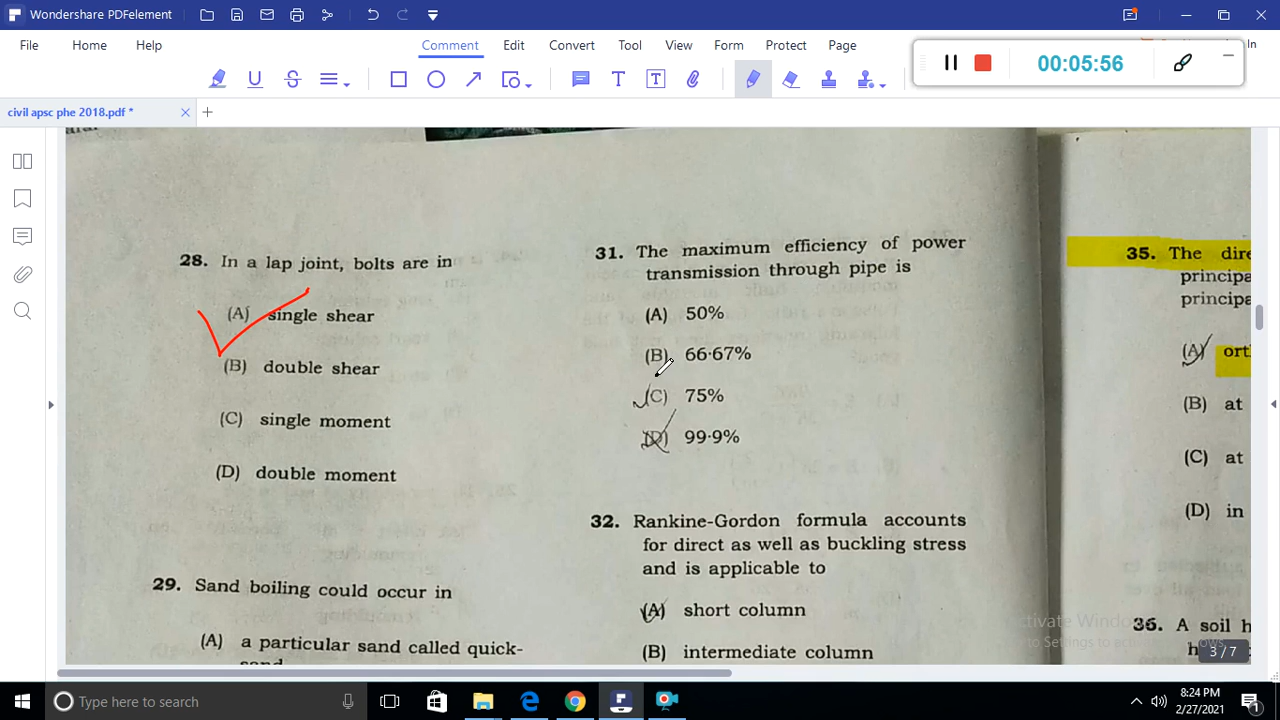 Wondershare PDFelement
File Home Help Comment Edit Convert Tool View Form Protect Page
00:05:56
civil apsc phe 2018.pdf *
28. In a lap joint, bolts are in
(A) single shear
(B) double shear
(C) single moment
(D) double moment
29. Sand boiling could occur in
(A) a particular sand called quick-
sand
31. The maximum efficiency of power
transmission through pipe is
(A) 50%
(B) 66·67%
(C) 75%
(D) 99·9%
32. Rankine-Gordon formula accounts
for direct as well as buckling stress
and is applicable to
(A) short column
(B) intermediate column
35. The dire
principa
principa
(A) ort
(B) at
(C) at
(D) in
36. A soil h
3 / 7
Type here to search
8:24 PM
2/27/2021